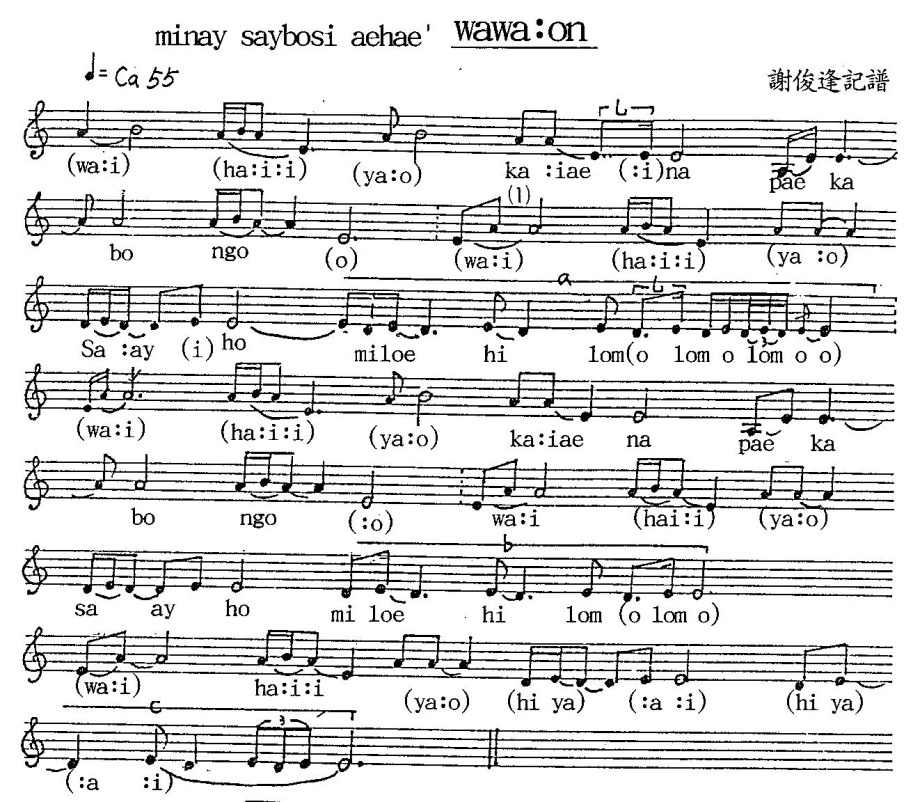 minay saybosi aehae' wawa:on
♩= Ca 55
謝俊逢記譜
(wa:i) (ha:i:i) (ya:o) ka :iae (:i)na pae ka
(1)
bo ngo (o) (wa:i) (ha:i:i) (ya :o)
a
Sa :ay (i) ho miloe hi lom(o lom o lom o o)
3
(wa:i) (ha:i:i) (ya:o) ka:iae na pae ka
bo ngo (:o) wa:i (hai:i) (ya:o)
b
sa ay ho mi loe hi lom (o lom o)
(wa:i) ha:i:i (ya:o) (hi ya) (:a :i) (hi ya)
c 3
(:a :i)